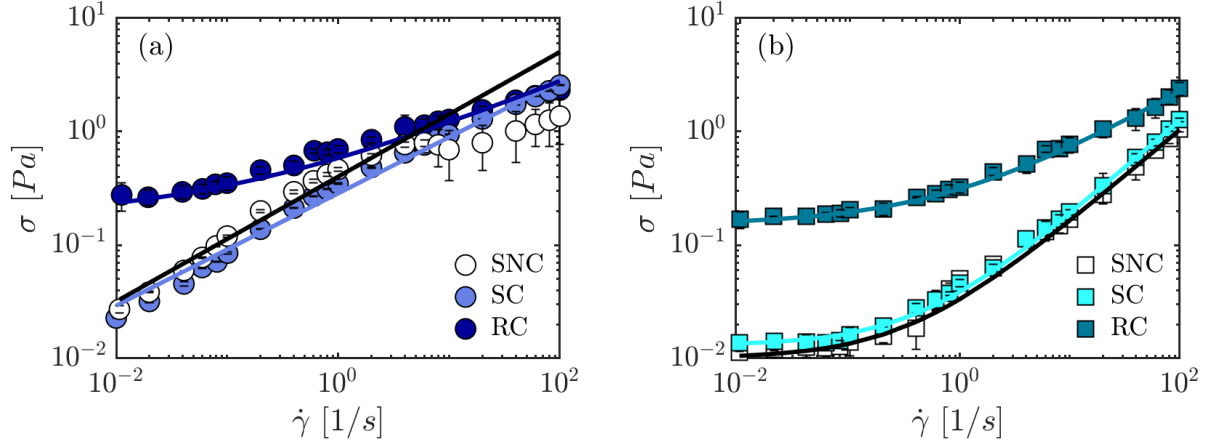 (a)
10^1
10^0
10^{-1}
10^{-2}
σ [Pa]
SNC
SC
RC
10^{-2}
10^0
10^2
γ̇ [1/s]
(b)
10^1
10^0
10^{-1}
10^{-2}
σ [Pa]
SNC
SC
RC
10^{-2}
10^0
10^2
γ̇ [1/s]